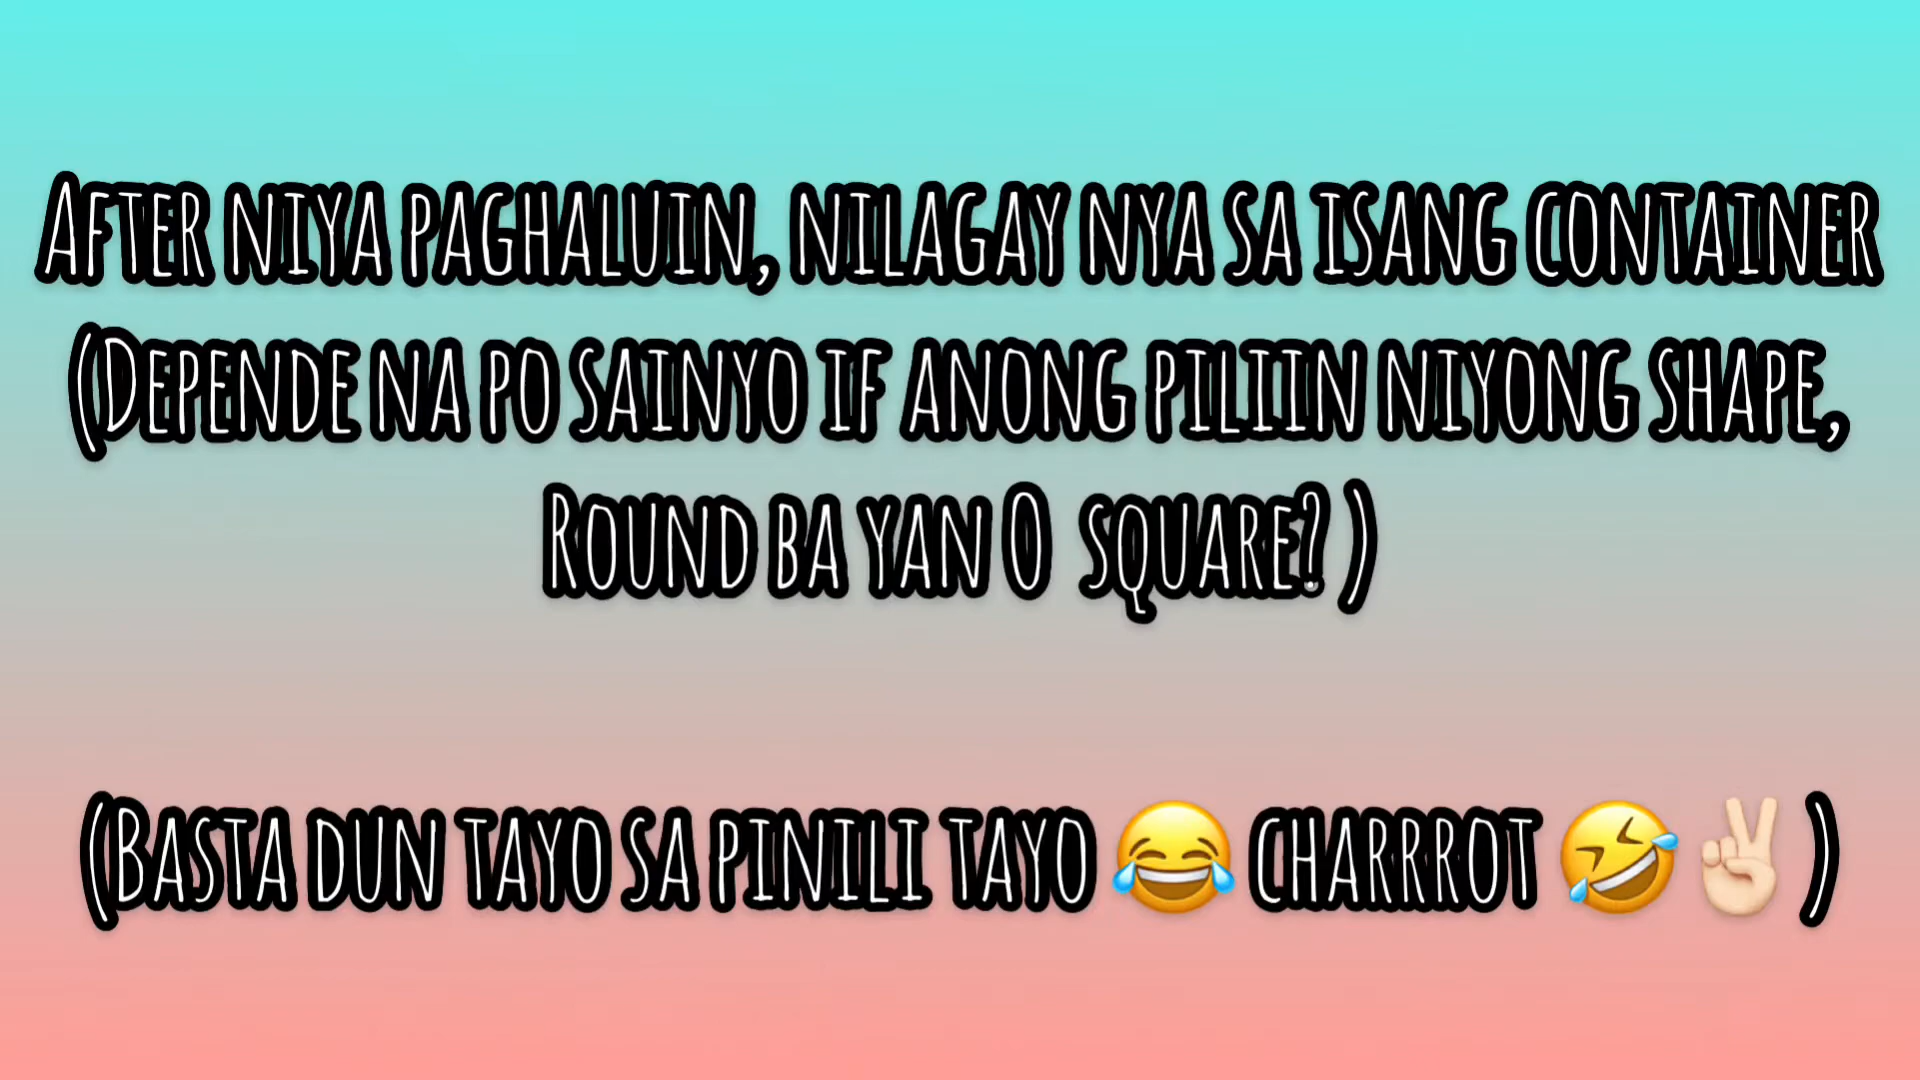 After niya paghaluin, nilagay nya sa isang container
(Depende na po sainyo if anong piliin niyong shape,
Round ba yan O square? )
(Basta dun tayo sa pinili tayo 😂 charrrot 🤣✌🏻 )